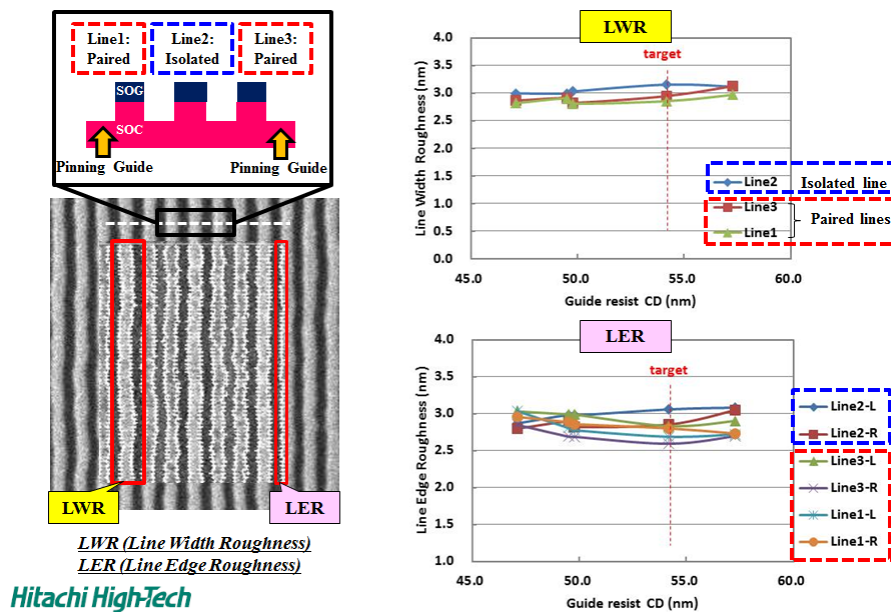 Line1:
Paired
Line2:
Isolated
Line3:
Paired
SOG
SOC
Pinning Guide
Pinning Guide
LWR
LER
LWR (Line Width Roughness)
LER (Line Edge Roughness)
Hitachi High-Tech
LWR
target
4.0
3.5
3.0
2.5
2.0
1.5
1.0
0.5
0.0
Line Width Roughness (nm)
45.0
50.0
55.0
60.0
Guide resist CD (nm)
Line2
Isolated line
Line3
Line1
Paired lines
LER
target
4.0
3.5
3.0
2.5
2.0
1.5
1.0
Line Edge Roughness (nm)
45.0
50.0
55.0
60.0
Guide resist CD (nm)
Line2-L
Line2-R
Line3-L
Line3-R
Line1-L
Line1-R